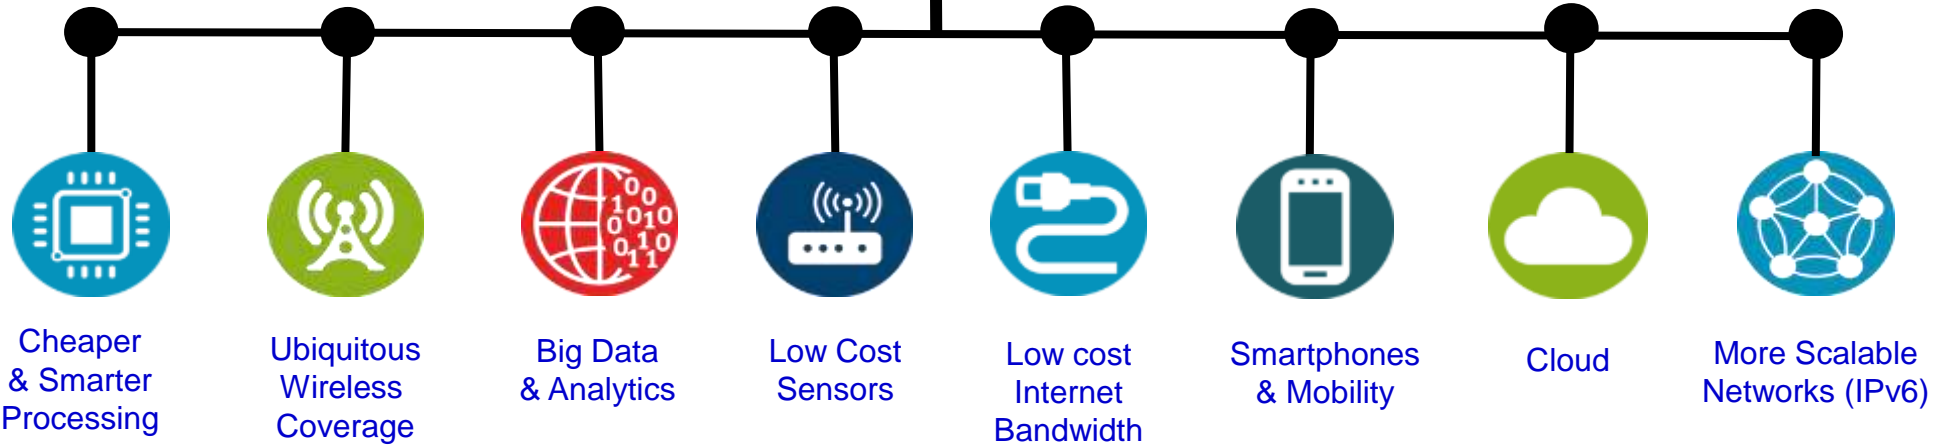 Cheaper
& Smarter
Processing
Ubiquitous
Wireless
Coverage
Big Data
& Analytics
Low Cost
Sensors
Low cost
Internet
Bandwidth
Smartphones
& Mobility
Cloud
More Scalable
Networks (IPv6)